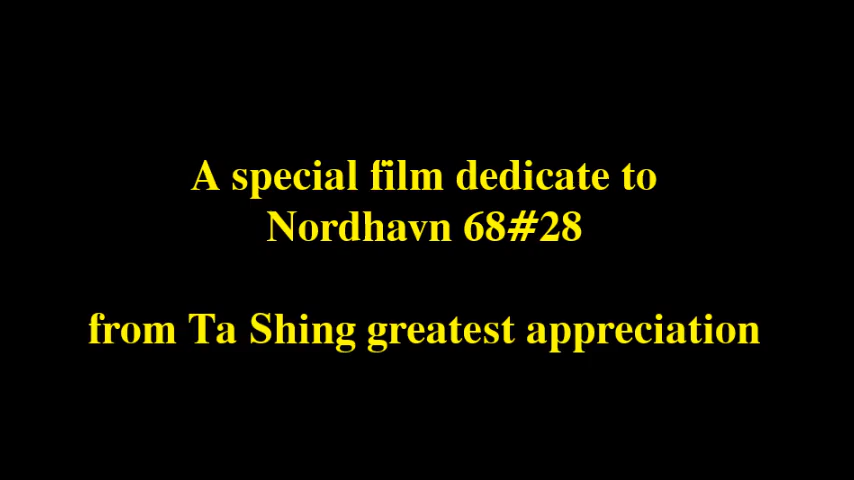 A special film dedicate to
Nordhavn 68#28
from Ta Shing greatest appreciation